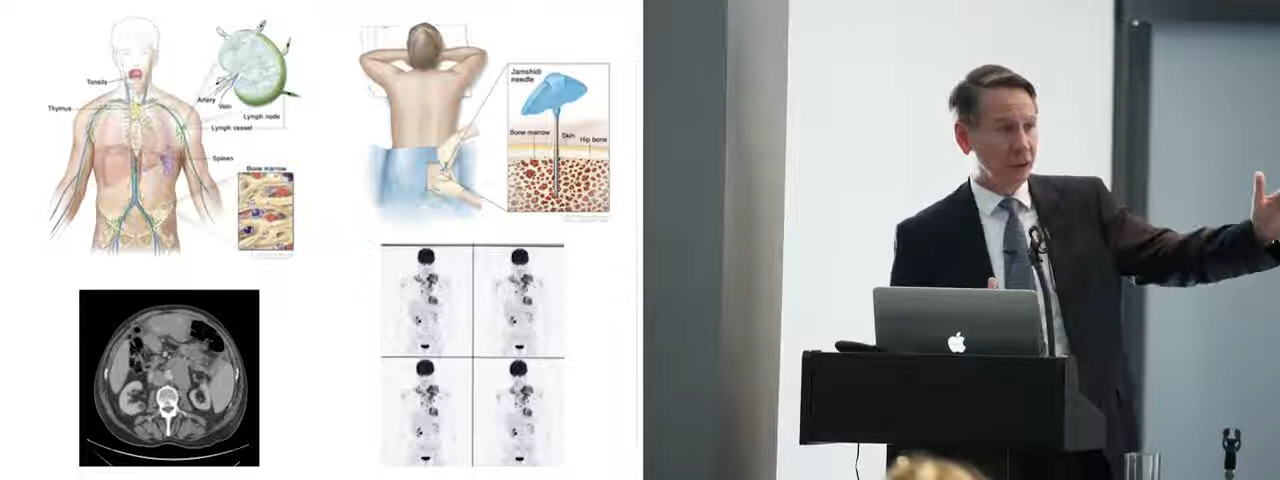 Tonsils
Thymus
Artery
Vein
Lymph node
Lymph vessel
Spleen
Bone marrow
Jamshidi
needle
Bone marrow
Skin
Hip bone